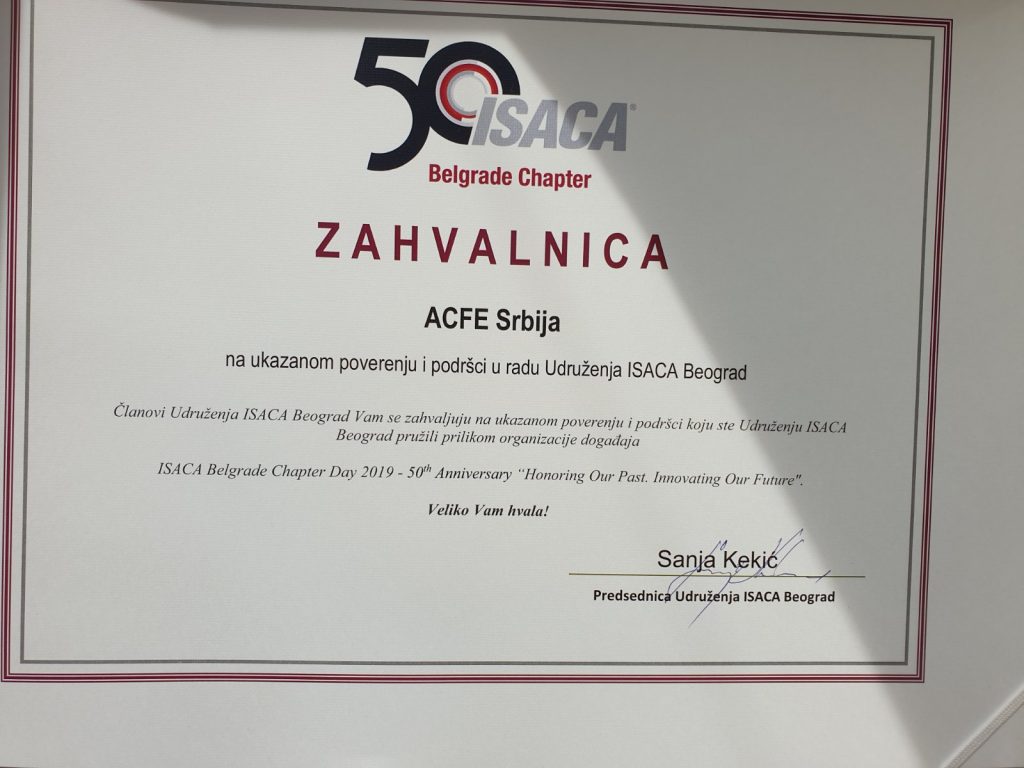 50 ISACA®
Belgrade Chapter
ZAHVALNICA
ACFE Srbija
na ukazanom poverenju i podršci u radu Udruženja ISACA Beograd
Članovi Udruženja ISACA Beograd Vam se zahvaljuju na ukazanom poverenju i podršci koju ste Udruženju ISACA
Beograd pružili prilikom organizacije događaja
ISACA Belgrade Chapter Day 2019 - 50th Anniversary “Honoring Our Past. Innovating Our Future".
Veliko Vam hvala!
Sanja Kekić
Predsednica Udruženja ISACA Beograd